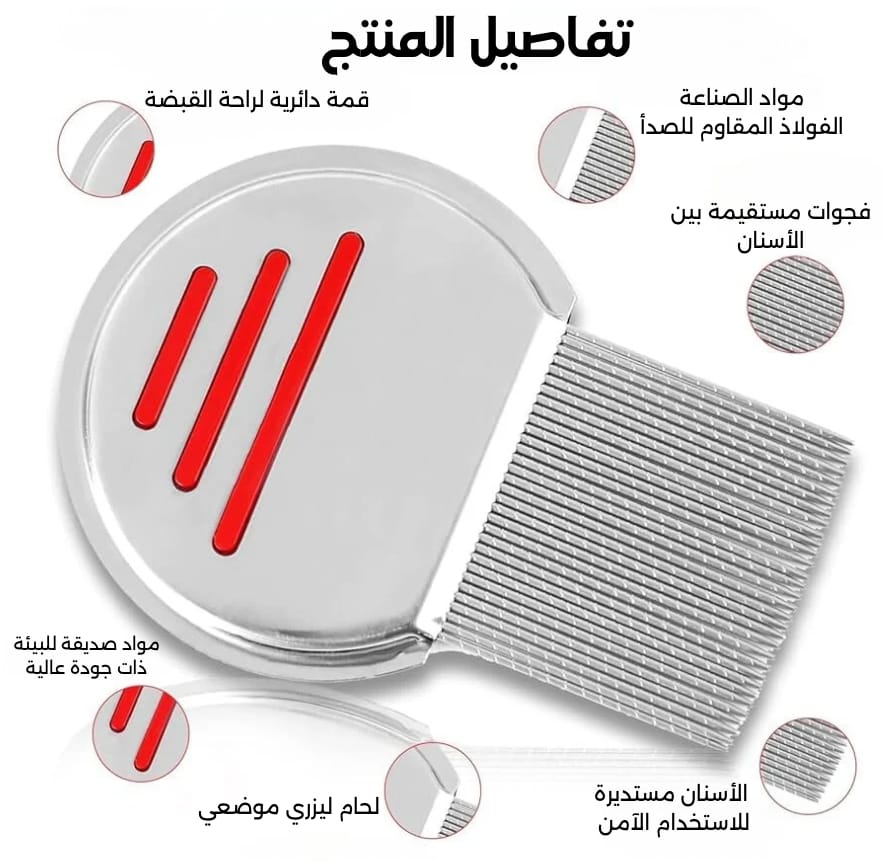 تفاصيل المنتج
مواد الصناعة
الفولاذ المقاوم للصدأ
قمة دائرية لراحة القبضة
فجوات مستقيمة بين
الأسنان
مواد صديقة للبيئة
ذات جودة عالية
لحام ليزري موضعي
الأسنان مستديرة
للاستخدام الآمن